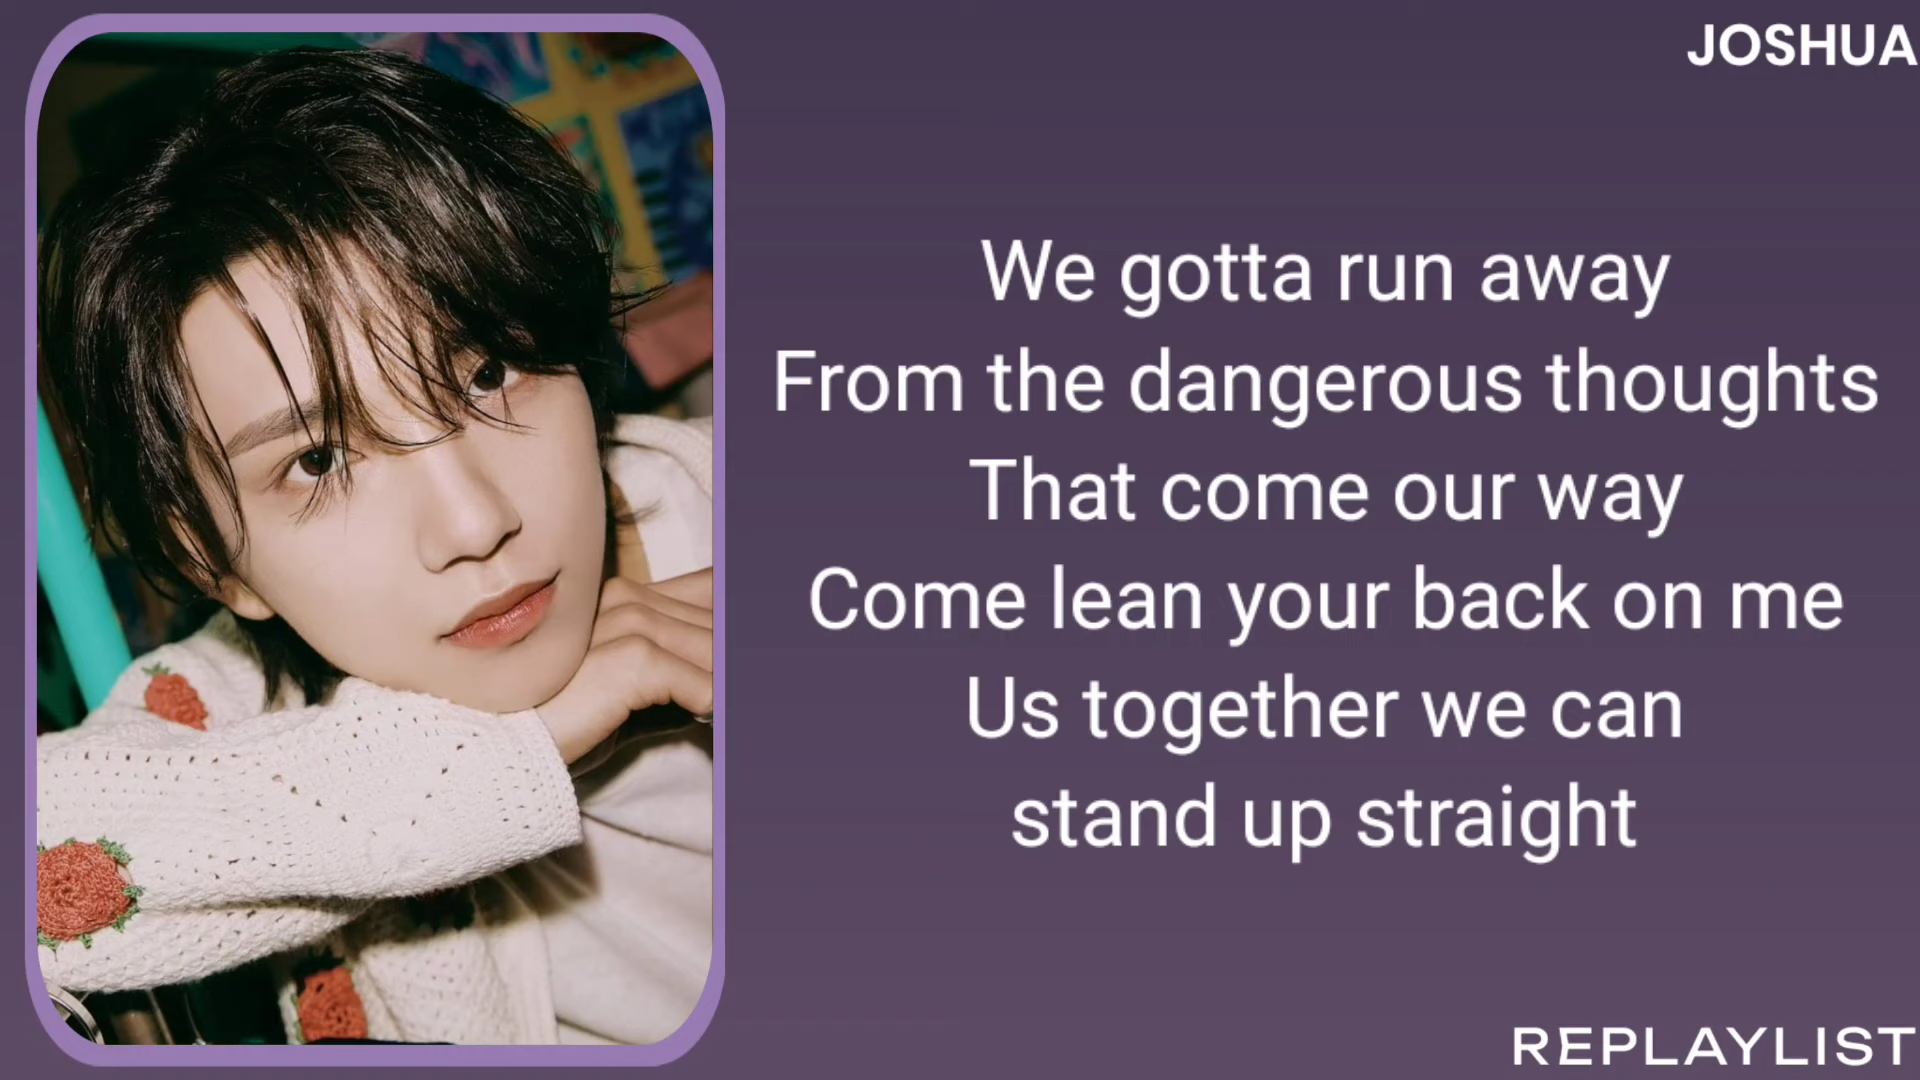 JOSHUA
We gotta run away
From the dangerous thoughts
That come our way
Come lean your back on me
Us together we can
stand up straight
REPLAYLIST